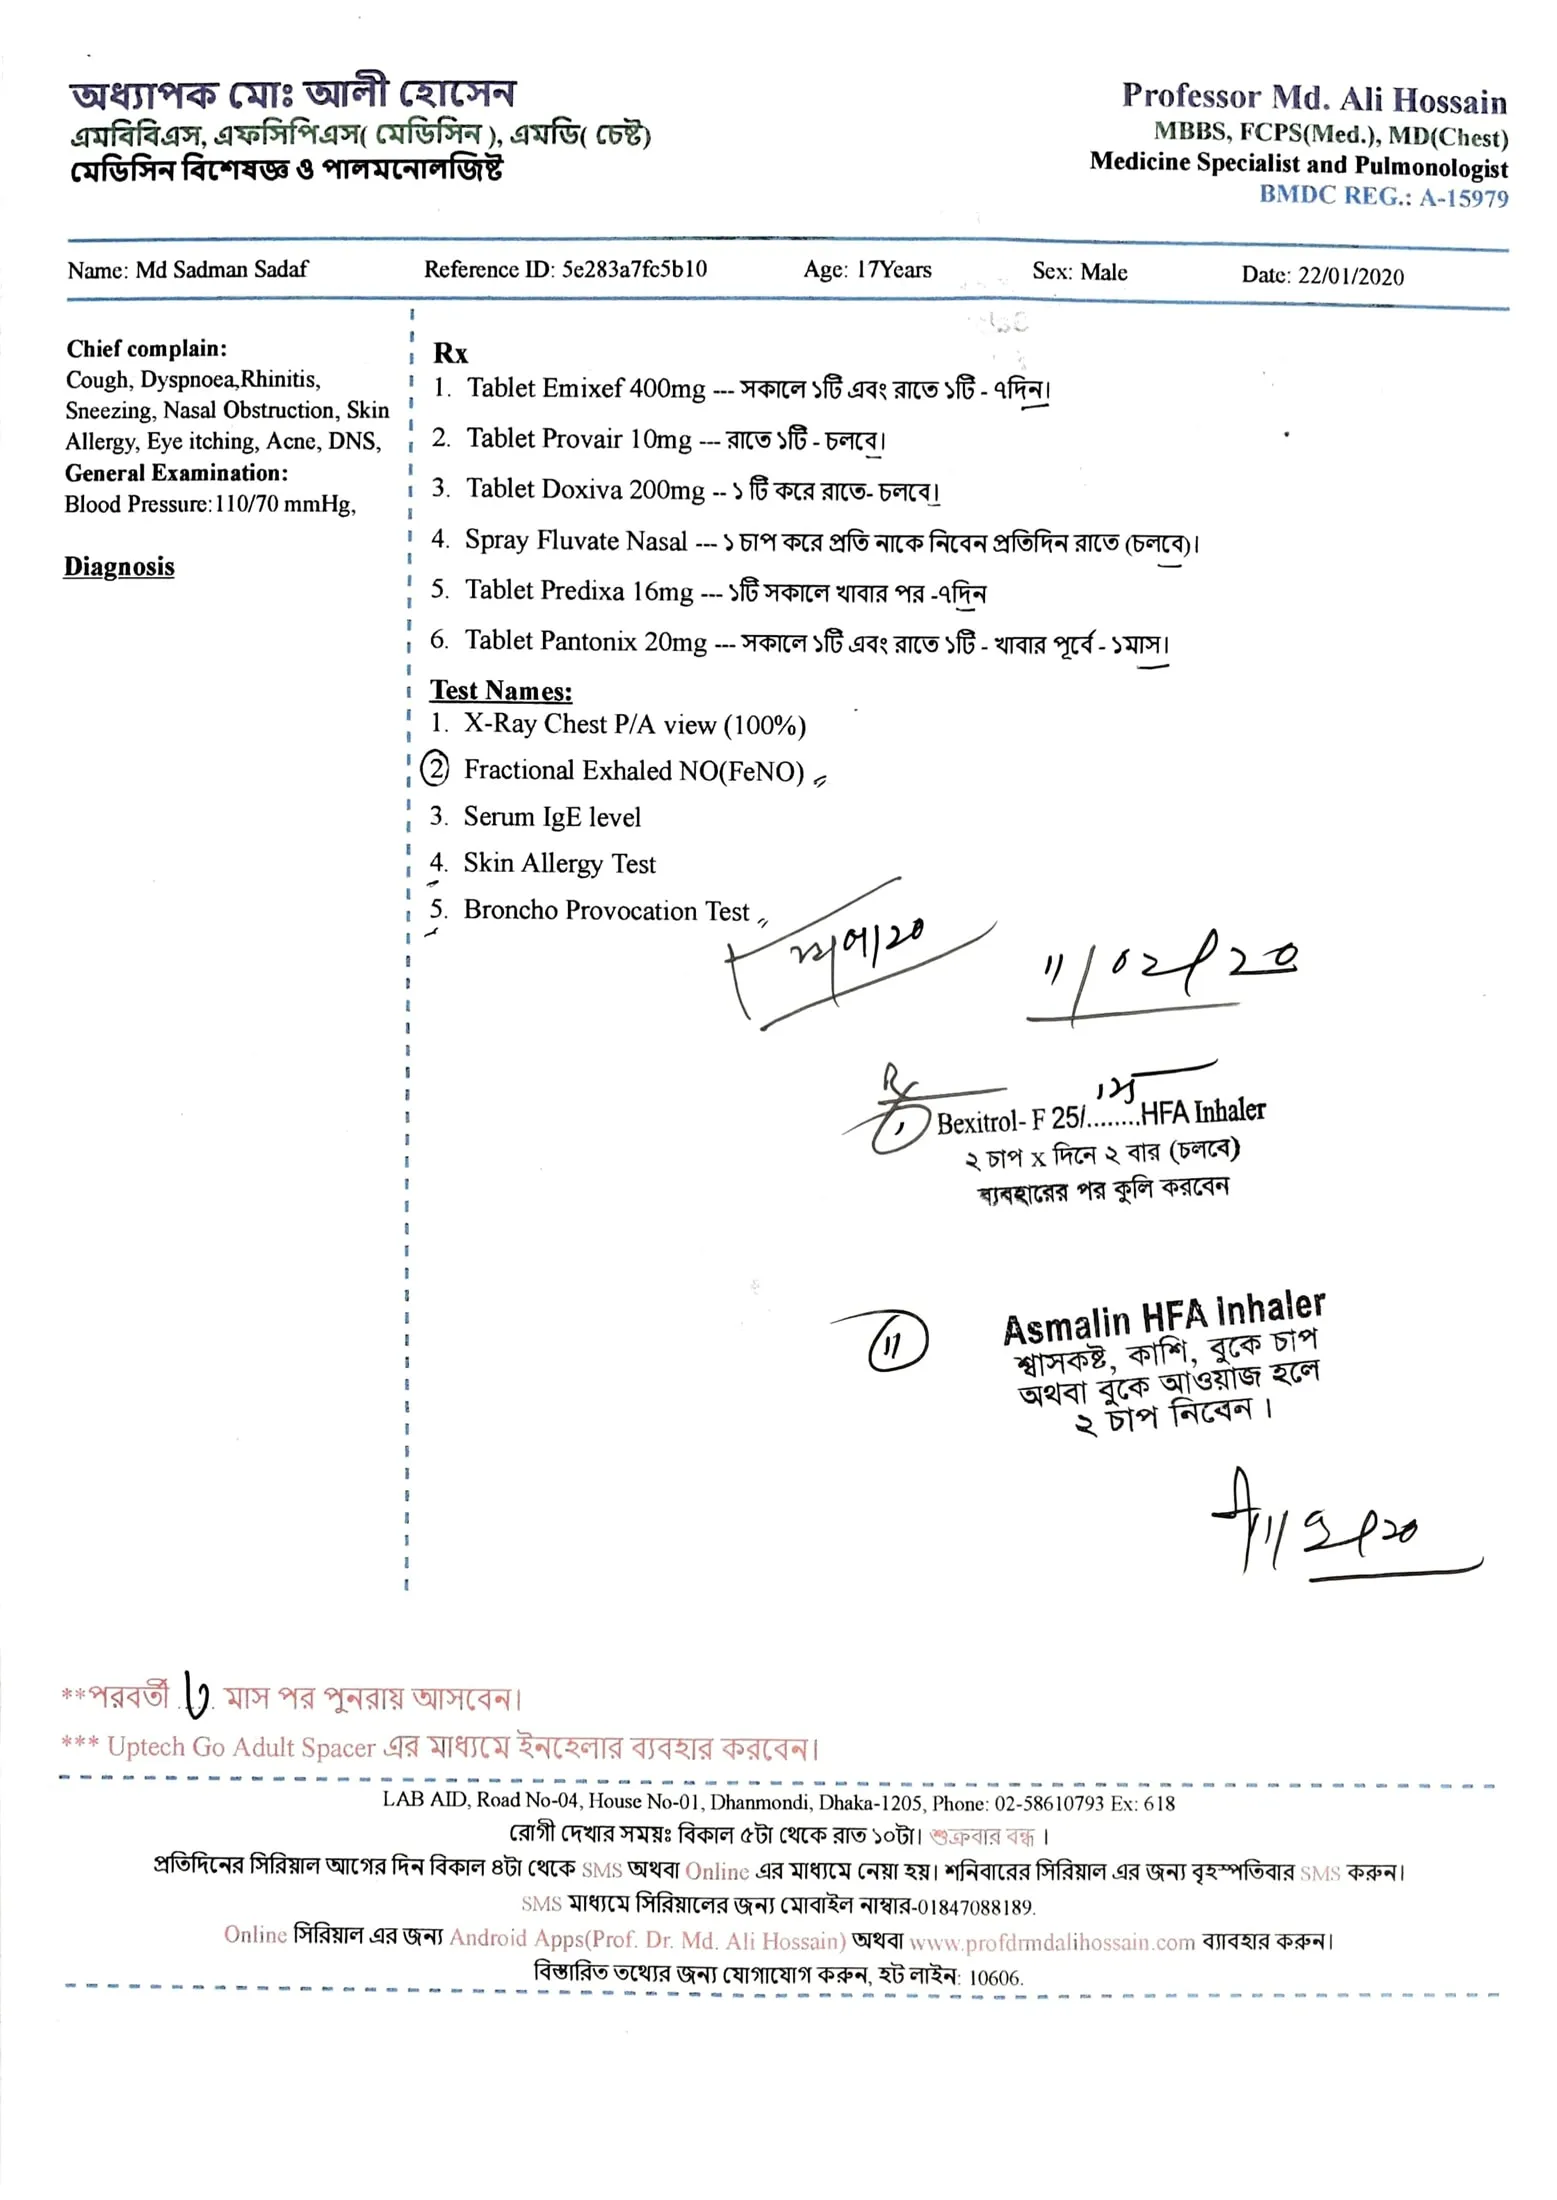 অধ্যাপক মোঃ আলী হোসেন
এমবিবিএস, এফসিপিএস( মেডিসিন ), এমডি( চেষ্ট)
মেডিসিন বিশেষজ্ঞ ও পালমনোলজিষ্ট
Professor Md. Ali Hossain
MBBS, FCPS(Med.), MD(Chest)
Medicine Specialist and Pulmonologist
BMDC REG.: A-15979
Name: Md Sadman Sadaf Reference ID: 5e283a7fc5b10 Age: 17Years Sex: Male Date: 22/01/2020
Chief complain:
Cough, Dyspnoea,Rhinitis,
Sneezing, Nasal Obstruction, Skin
Allergy, Eye itching, Acne, DNS,
General Examination:
Blood Pressure:110/70 mmHg,
Diagnosis
Rx
1. Tablet Emixef 400mg --- সকালে ১টি এবং রাতে ১টি - ৭দিন।
2. Tablet Provair 10mg --- রাতে ১টি - চলবে।
3. Tablet Doxiva 200mg -- ১ টি করে রাতে- চলবে।
4. Spray Fluvate Nasal --- ১ চাপ করে প্রতি নাকে নিবেন প্রতিদিন রাতে (চলবে)।
5. Tablet Predixa 16mg --- ১টি সকালে খাবার পর -৭দিন
6. Tablet Pantonix 20mg --- সকালে ১টি এবং রাতে ১টি - খাবার পূর্বে - ১মাস।
Test Names:
1. X-Ray Chest P/A view (100%)
2 Fractional Exhaled NO(FeNO)
3. Serum IgE level
4. Skin Allergy Test
5. Broncho Provocation Test
11/02/20
Rx
Bexitrol- F 25/........HFA Inhaler
২ চাপ x দিনে ২ বার (চলবে)
ব্যবহারের পর কুলি করবেন
11
Asmalin HFA Inhaler
শ্বাসকষ্ট, কাশি, বুকে চাপ
অথবা বুকে আওয়াজ হলে
২ চাপ নিবেন ।
**পরবর্তী ৬ মাস পর পুনরায় আসবেন।
*** Uptech Go Adult Spacer এর মাধ্যমে ইনহেলার ব্যবহার করবেন।
LAB AID, Road No-04, House No-01, Dhanmondi, Dhaka-1205, Phone: 02-58610793 Ex: 618
রোগী দেখার সময়ঃ বিকাল ৫টা থেকে রাত ১০টা। শুক্রবার বন্ধ ।
প্রতিদিনের সিরিয়াল আগের দিন বিকাল ৪টা থেকে SMS অথবা Online এর মাধ্যমে নেয়া হয়। শনিবারের সিরিয়াল এর জন্য বৃহস্পতিবার SMS করুন।
SMS মাধ্যমে সিরিয়ালের জন্য মোবাইল নাম্বার-01847088189.
Online সিরিয়াল এর জন্য Android Apps(Prof. Dr. Md. Ali Hossain) অথবা www.profdrmdalihossain.com ব্যাবহার করুন।
বিস্তারিত তথ্যের জন্য যোগাযোগ করুন, হট লাইন: 10606.